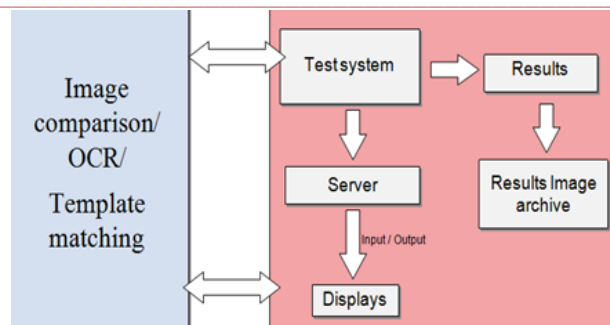 Image
comparison/
OCR/
Template
matching
Test system
Results
Server
Results Image
archive
Input / Output
Displays